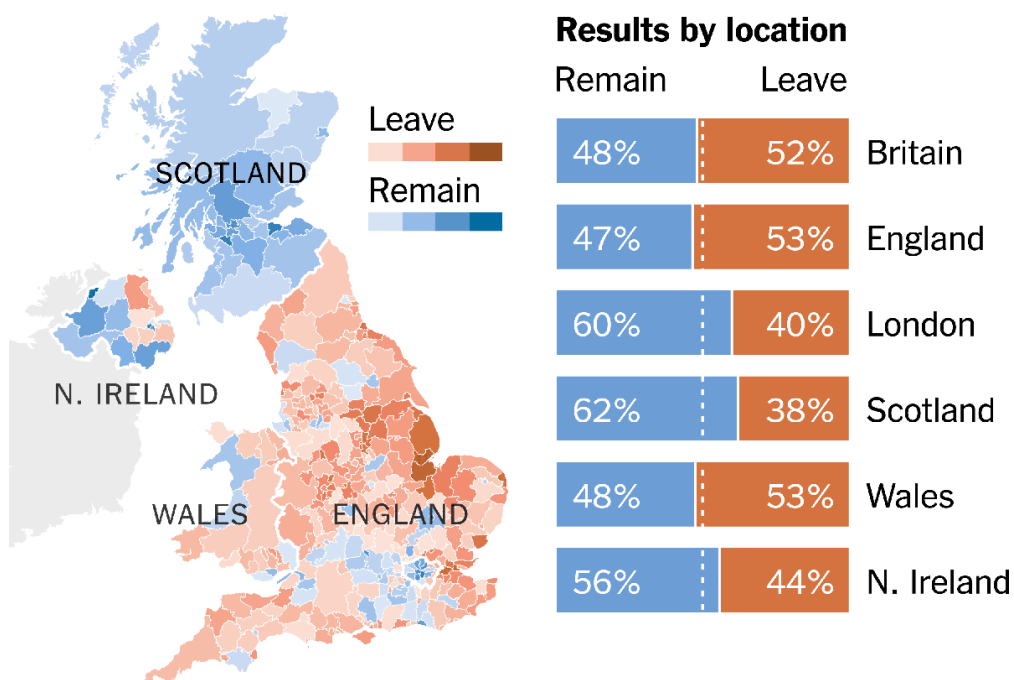 Results by location
Remain Leave
48% 52% Britain
47% 53% England
60% 40% London
62% 38% Scotland
48% 53% Wales
56% 44% N. Ireland
Leave
Remain
SCOTLAND
N. IRELAND
WALES
ENGLAND